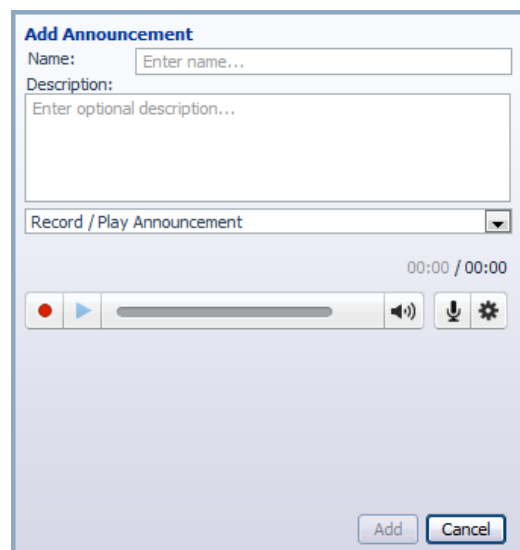 Add Announcement
Name: Enter name...
Description:
Enter optional description...
Record / Play Announcement
00:00 / 00:00
Add Cancel